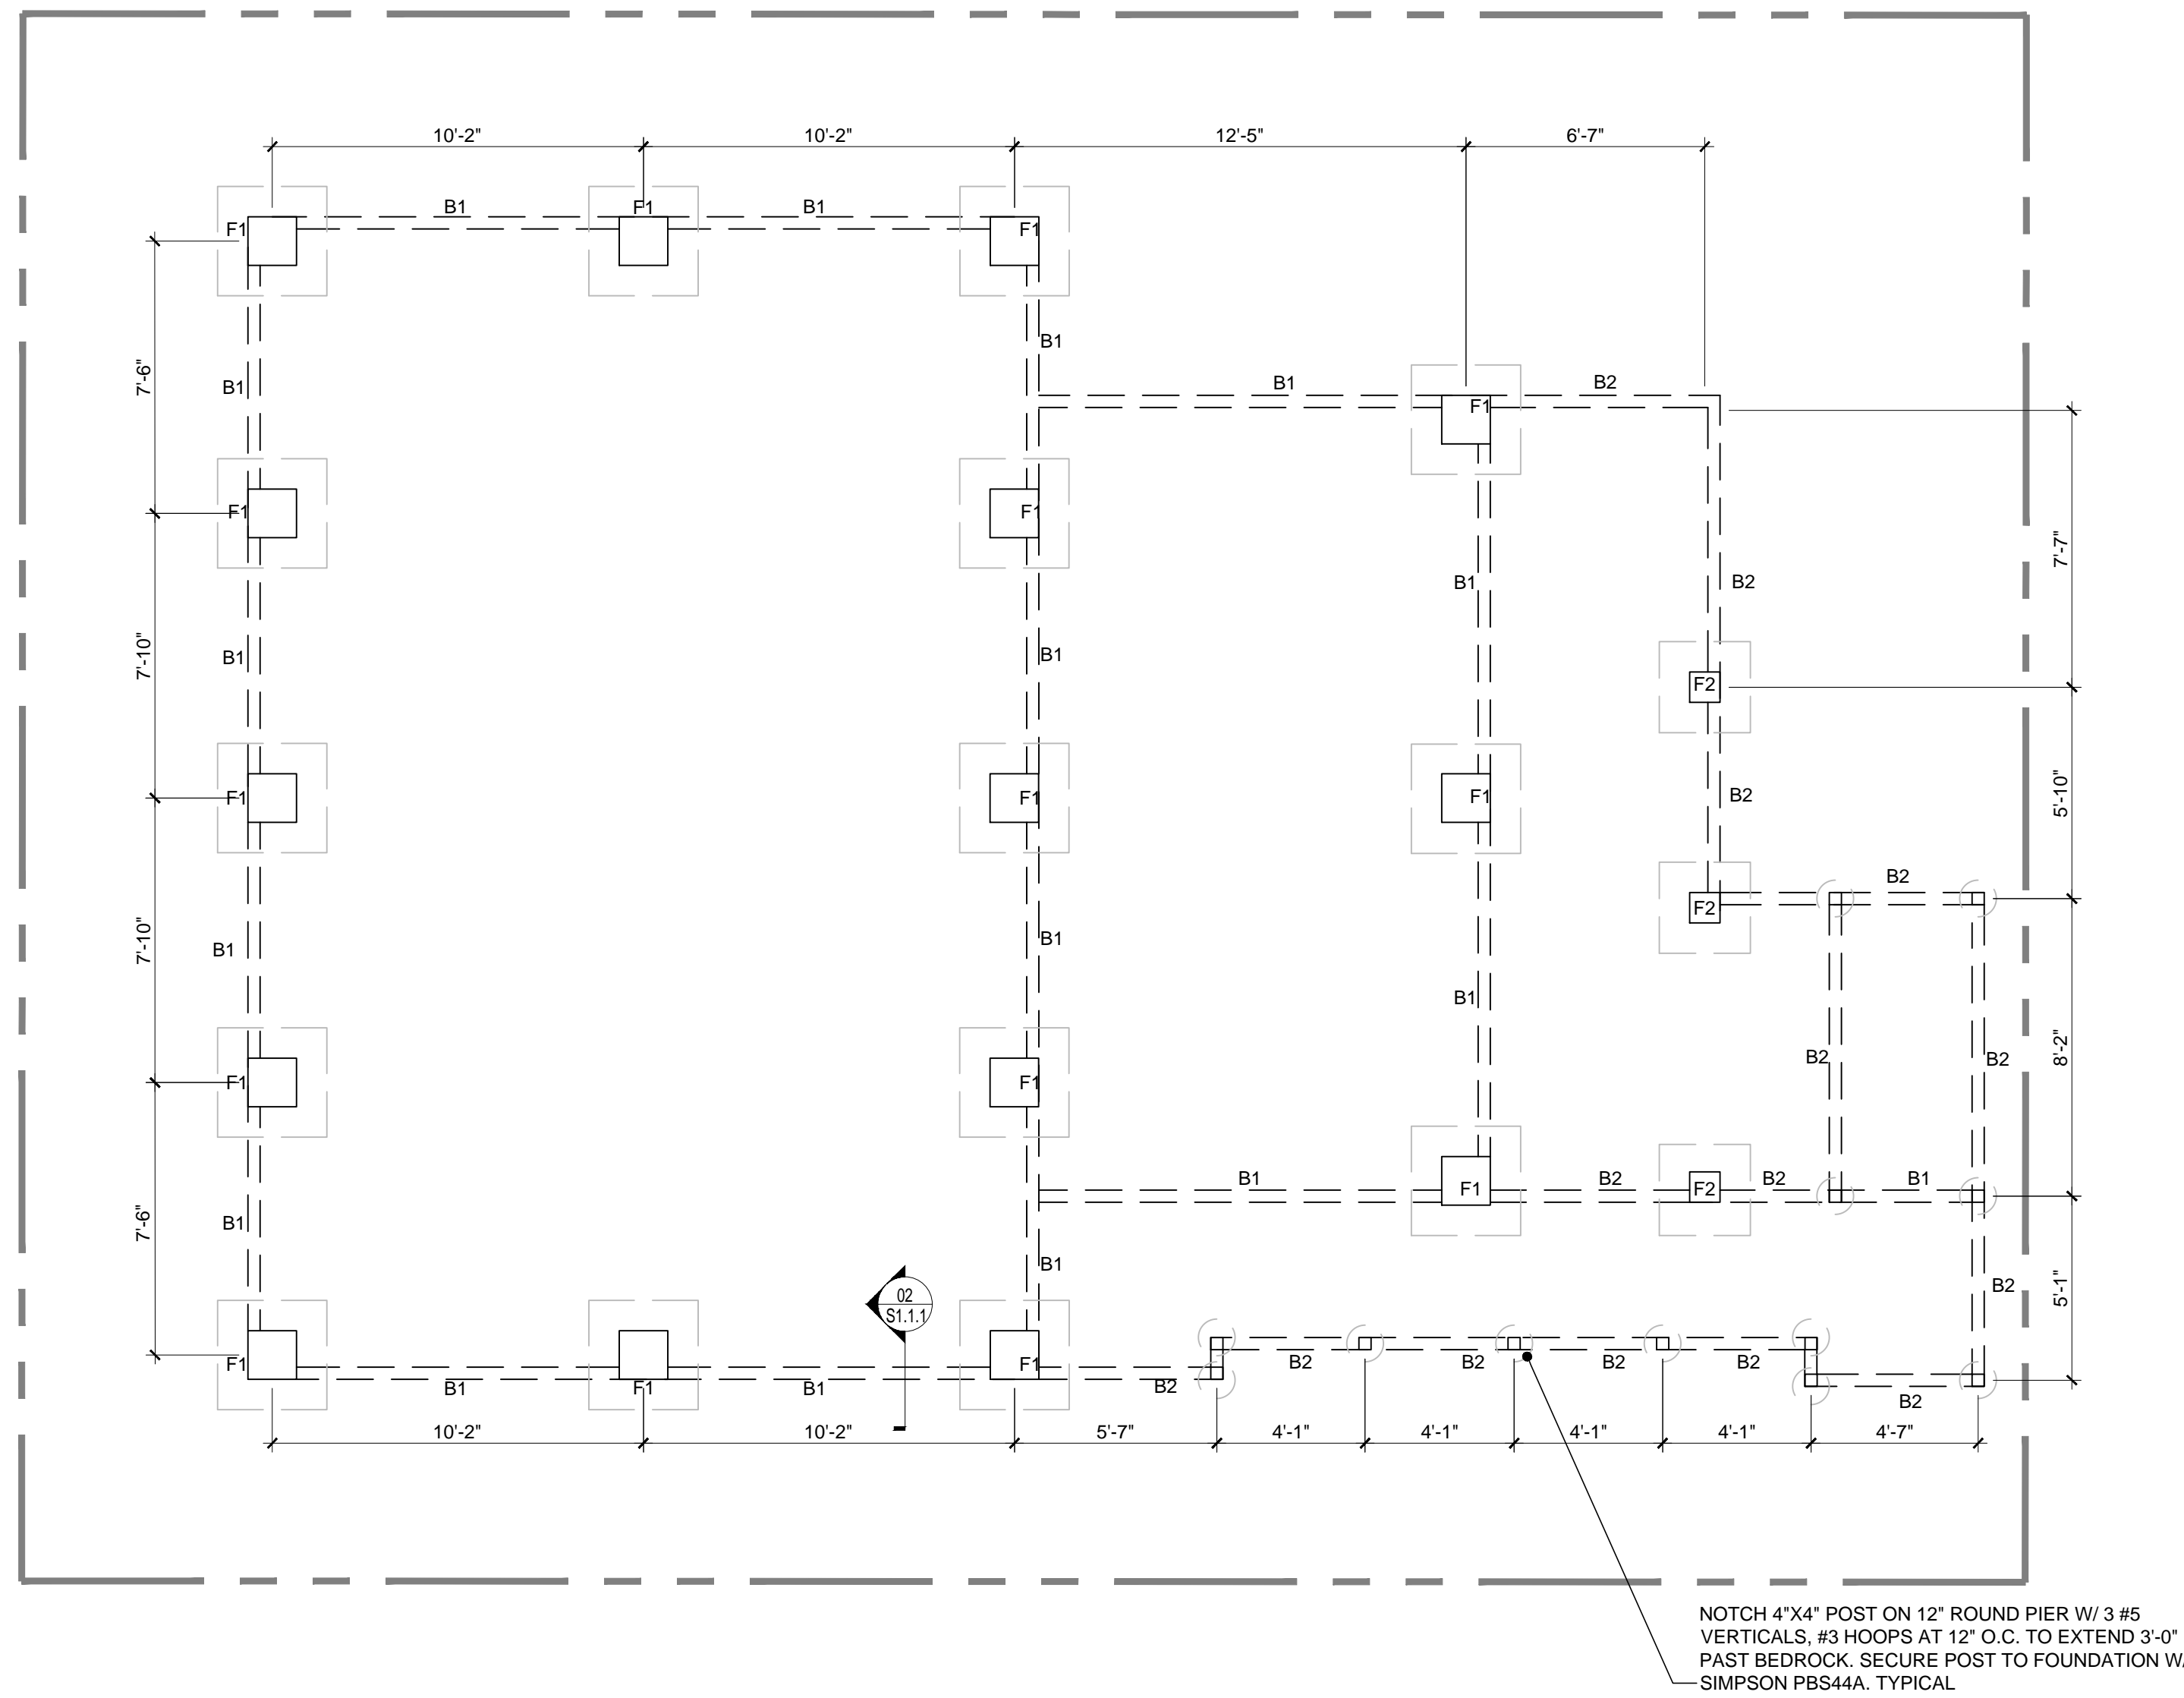 10'-2" 10'-2" 12'-5" 6'-7"
B1 F1 B1
F1 F1
B1
7'-6" B1 B1 B2
F1
F1 F1
7'-7"
B1 B2
7'-10" B1 B1
F2
F1 F1 F1
B2 5'-10"
B2
F2
7'-10" B1 B1
B1
8'-2"
B2 B2
F1 F1
B1 B2 B2 B1
F1 F2
7'-6" B1
B1
5'-1"
B2
02
S1.1.1
F1 F1 B2 B2 B2 B2
B1 F1 B1 B2
B2
10'-2" 10'-2" 5'-7" 4'-1" 4'-1" 4'-1" 4'-1" 4'-7"
NOTCH 4"X4" POST ON 12" ROUND PIER W/ 3 #5
VERTICALS, #3 HOOPS AT 12" O.C. TO EXTEND 3'-0"
PAST BEDROCK. SECURE POST TO FOUNDATION W/
SIMPSON PBS44A. TYPICAL